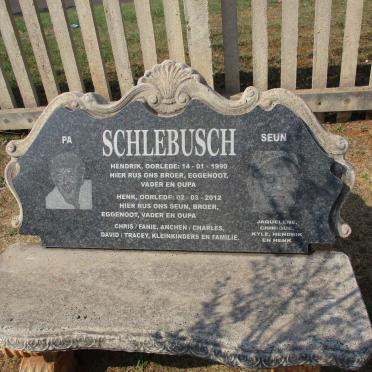 PA
SCHLEBUSCH
SEUN
HENDRIK, OORLEDE: 14 - 01 - 1990
HIER RUS ONS BROER, EGGENOOT,
VADER EN OUPA
HENK, OORLEDE: 02 - 03 - 2012
HIER RUS ONS SEUN, BROER,
EGGENOOT, VADER EN OUPA
CHRIS / FANIE, ANCHEN / CHARLES,
DAVID / TRACEY, KLEINKINDERS EN FAMILIE.
JAQUELENE,
KYLE, HENDRIK
EN HENK